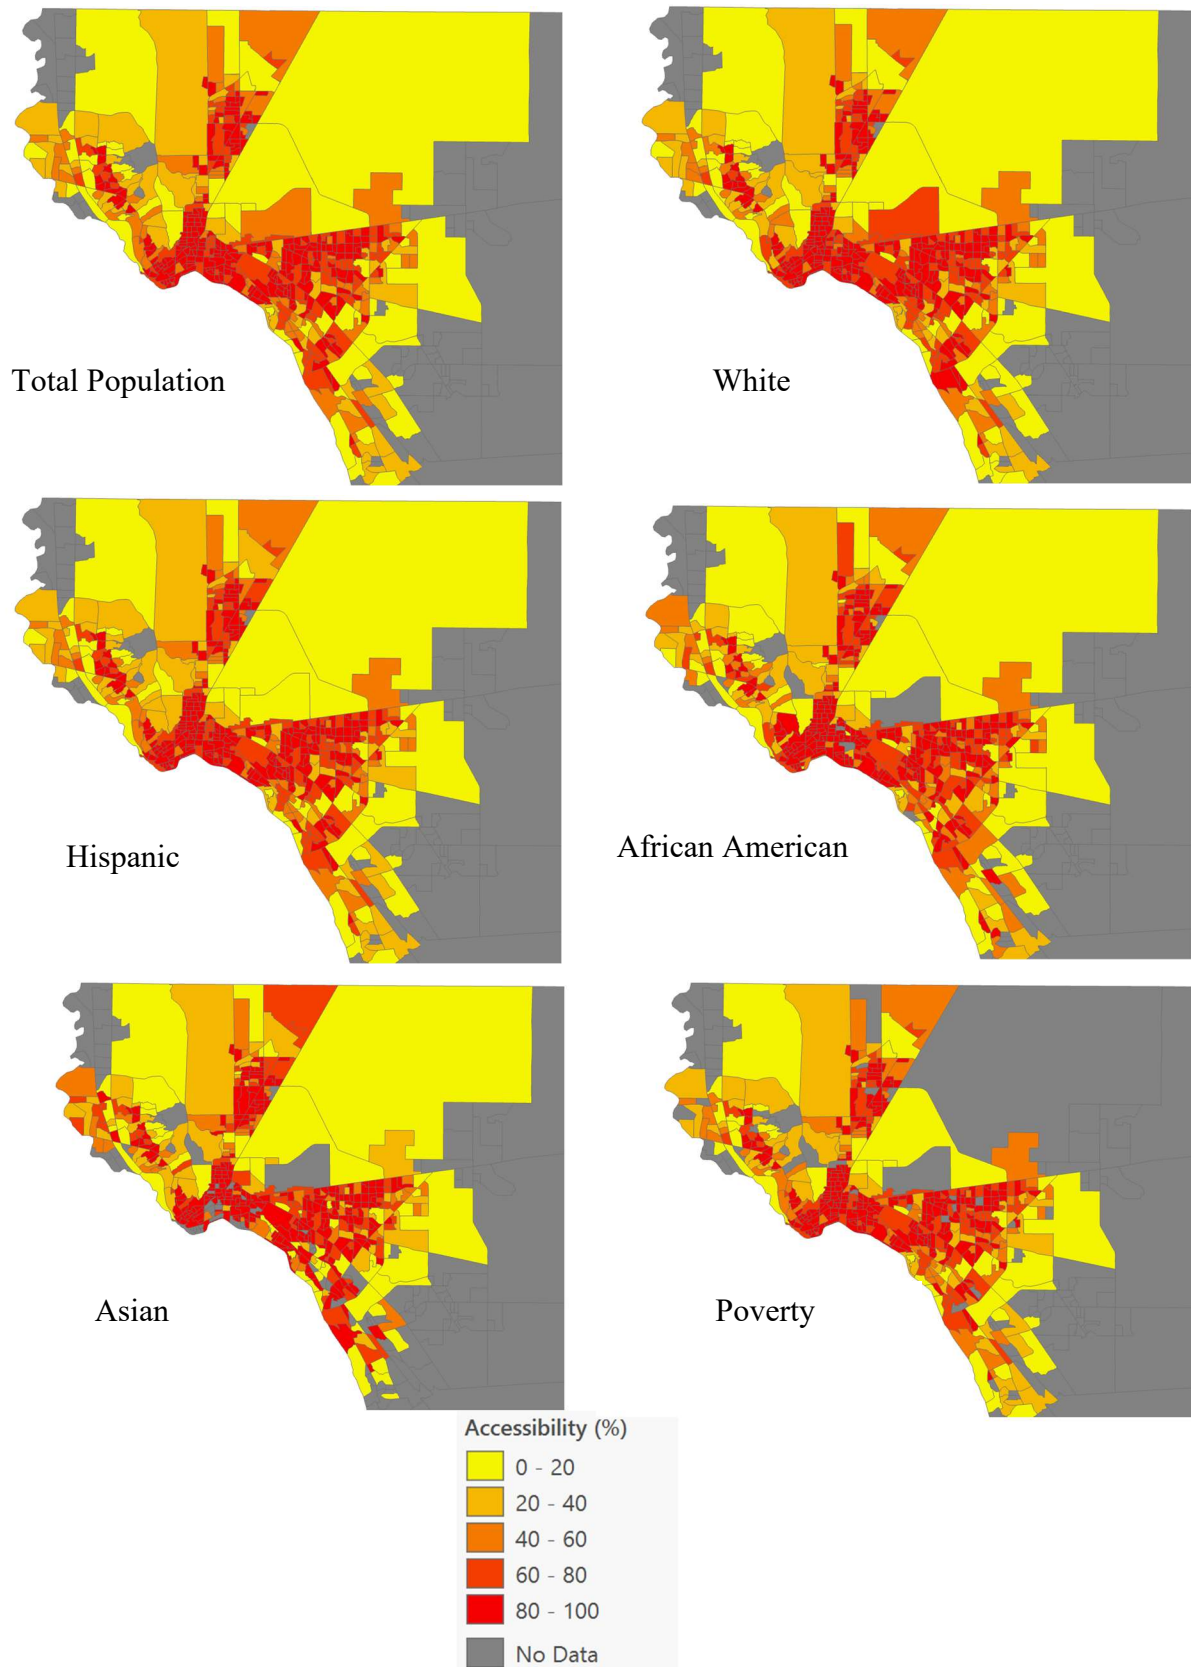 Total Population
White
Hispanic
African American
Asian
Poverty
Accessibility (%)
0 - 20
20 - 40
40 - 60
60 - 80
80 - 100
No Data